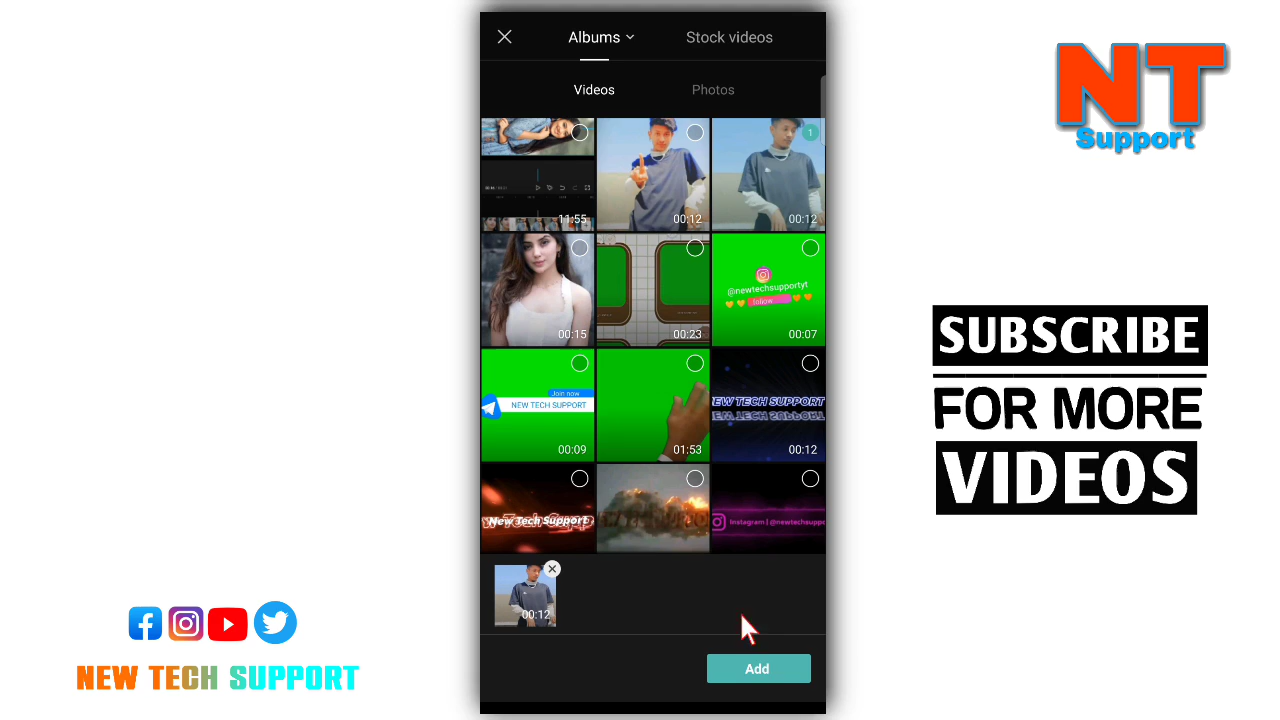 Albums
Stock videos
Videos
Photos
1
11:55
00:12
00:12
00:15
00:23
@newtechsupportyt
follow
00:07
Join now
NEW TECH SUPPORT
00:09
01:53
NEW TECH SUPPORT
00:12
New Tech Support
Instagram | @newtechsuppo
00:12
Add
NT
Support
SUBSCRIBE
FOR MORE
VIDEOS
NEW TECH SUPPORT